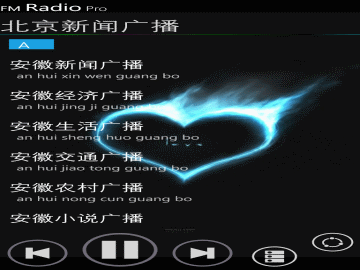 FM Radio Pro
北京新闻广播
A
安徽新闻广播
an hui xin wen guang bo
安徽经济广播
an hui jing ji guang bo
安徽生活广播
an hui sheng huo guang bo
安徽交通广播
an hui jiao tong guang bo
安徽农村广播
an hui nong cun guang bo
安徽小说广播